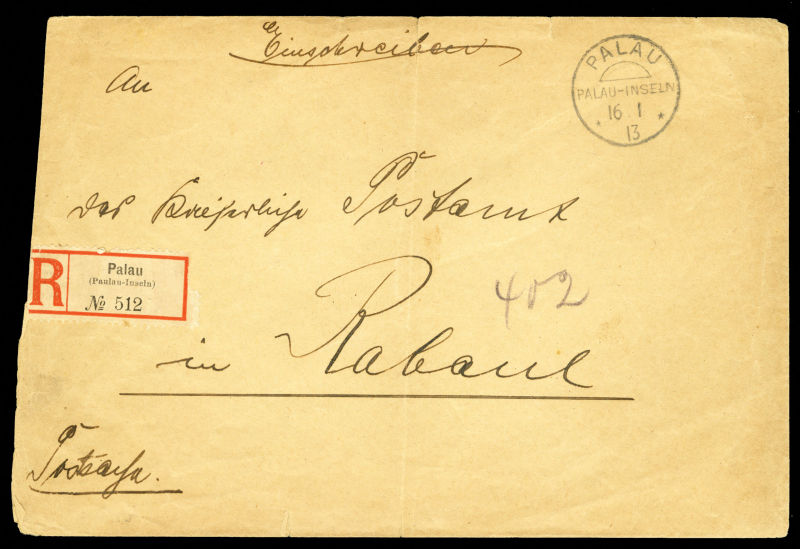 Einschreiben
An
PALAU
PALAU-INSELN
16 1
13
das Kaiserliche Postamt
R
Palau
(Paulau-Inseln)
№ 512
402
in Rabaul
Postsache.